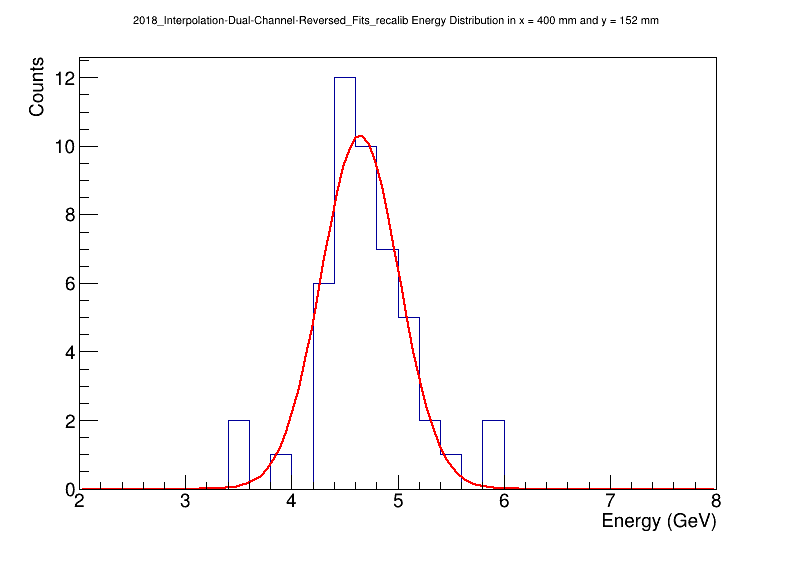 2018_Interpolation-Dual-Channel-Reversed_Fits_recalib Energy Distribution in x = 400 mm and y = 152 mm
Counts
12
10
8
6
4
2
0
2 3 4 5 6 7 8
Energy (GeV)